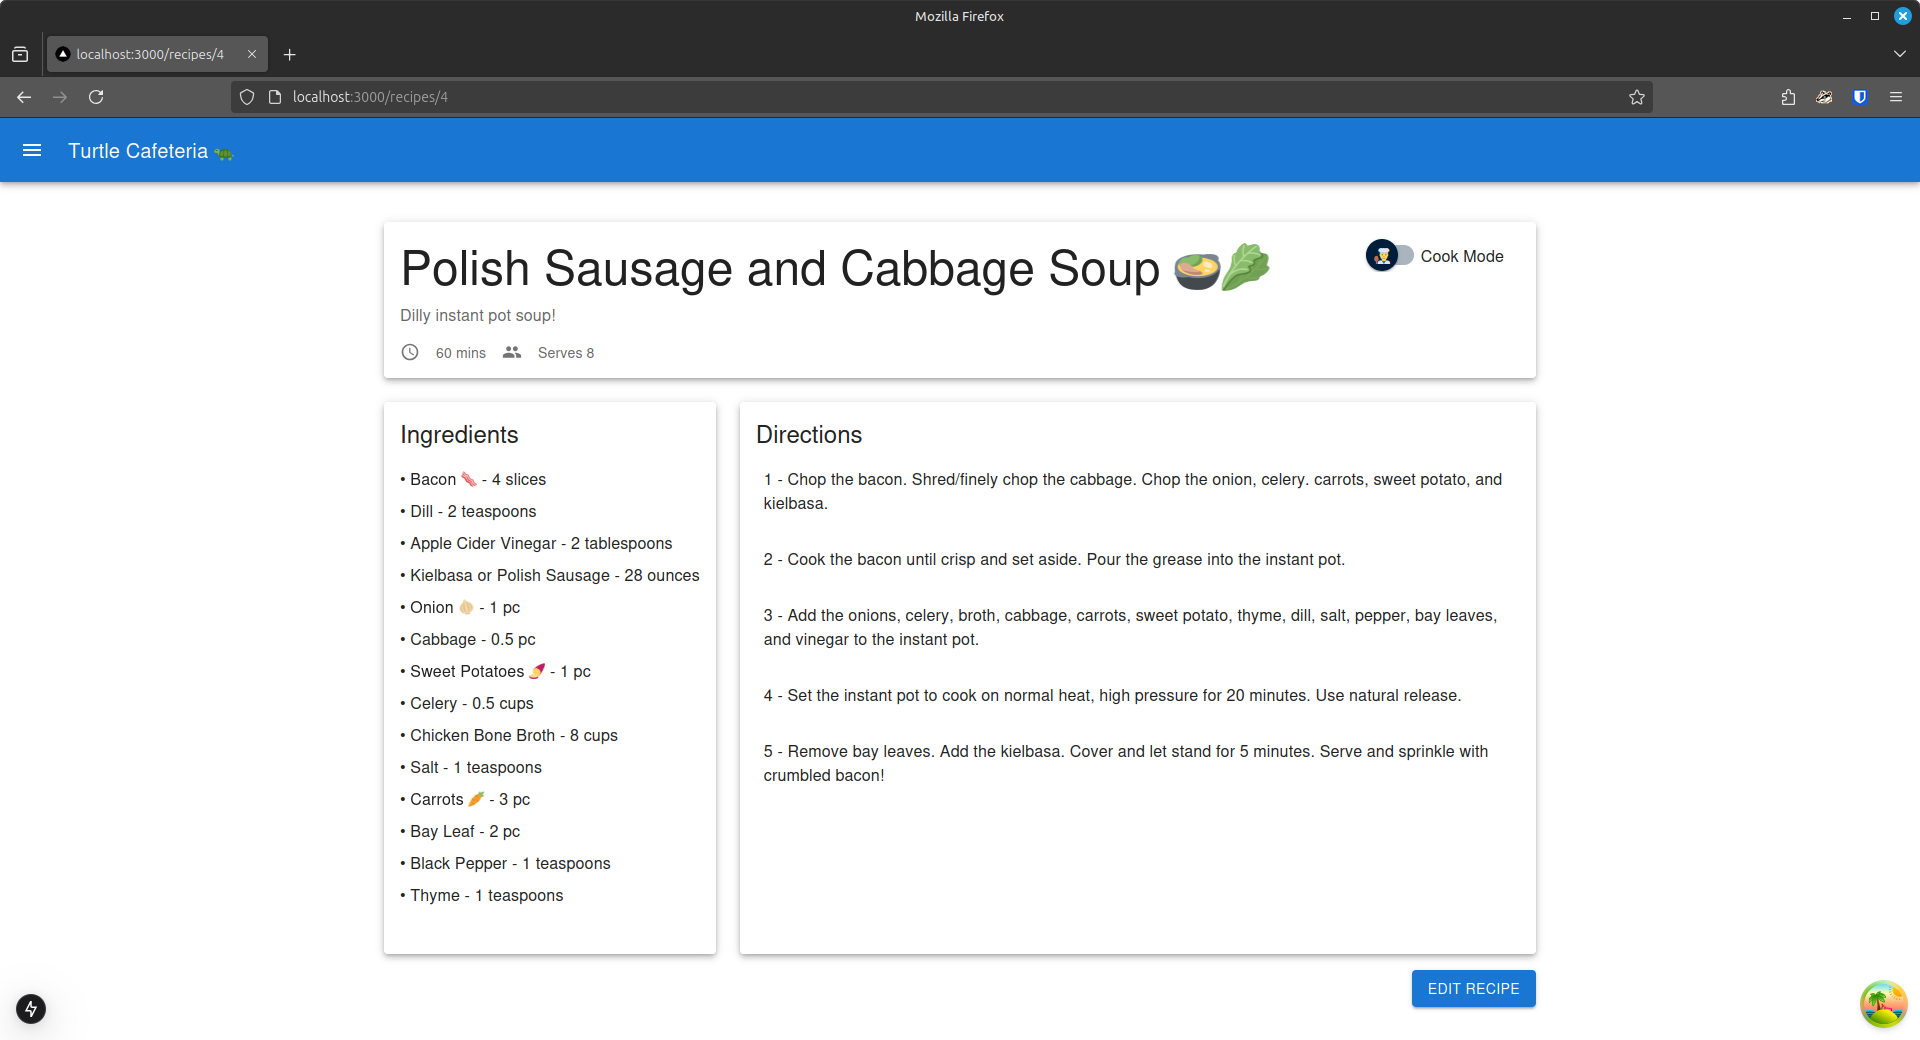 Mozilla Firefox
localhost:3000/recipes/4
localhost:3000/recipes/4
Turtle Cafeteria 🐢
Polish Sausage and Cabbage Soup 🍲🥬
Cook Mode
Dilly instant pot soup!
60 mins Serves 8
Ingredients
• Bacon 🥓 - 4 slices
• Dill - 2 teaspoons
• Apple Cider Vinegar - 2 tablespoons
• Kielbasa or Polish Sausage - 28 ounces
• Onion 🧅 - 1 pc
• Cabbage - 0.5 pc
• Sweet Potatoes 🍠 - 1 pc
• Celery - 0.5 cups
• Chicken Bone Broth - 8 cups
• Salt - 1 teaspoons
• Carrots 🥕 - 3 pc
• Bay Leaf - 2 pc
• Black Pepper - 1 teaspoons
• Thyme - 1 teaspoons
Directions
1 - Chop the bacon. Shred/finely chop the cabbage. Chop the onion, celery. carrots, sweet potato, and
kielbasa.
2 - Cook the bacon until crisp and set aside. Pour the grease into the instant pot.
3 - Add the onions, celery, broth, cabbage, carrots, sweet potato, thyme, dill, salt, pepper, bay leaves,
and vinegar to the instant pot.
4 - Set the instant pot to cook on normal heat, high pressure for 20 minutes. Use natural release.
5 - Remove bay leaves. Add the kielbasa. Cover and let stand for 5 minutes. Serve and sprinkle with
crumbled bacon!
EDIT RECIPE